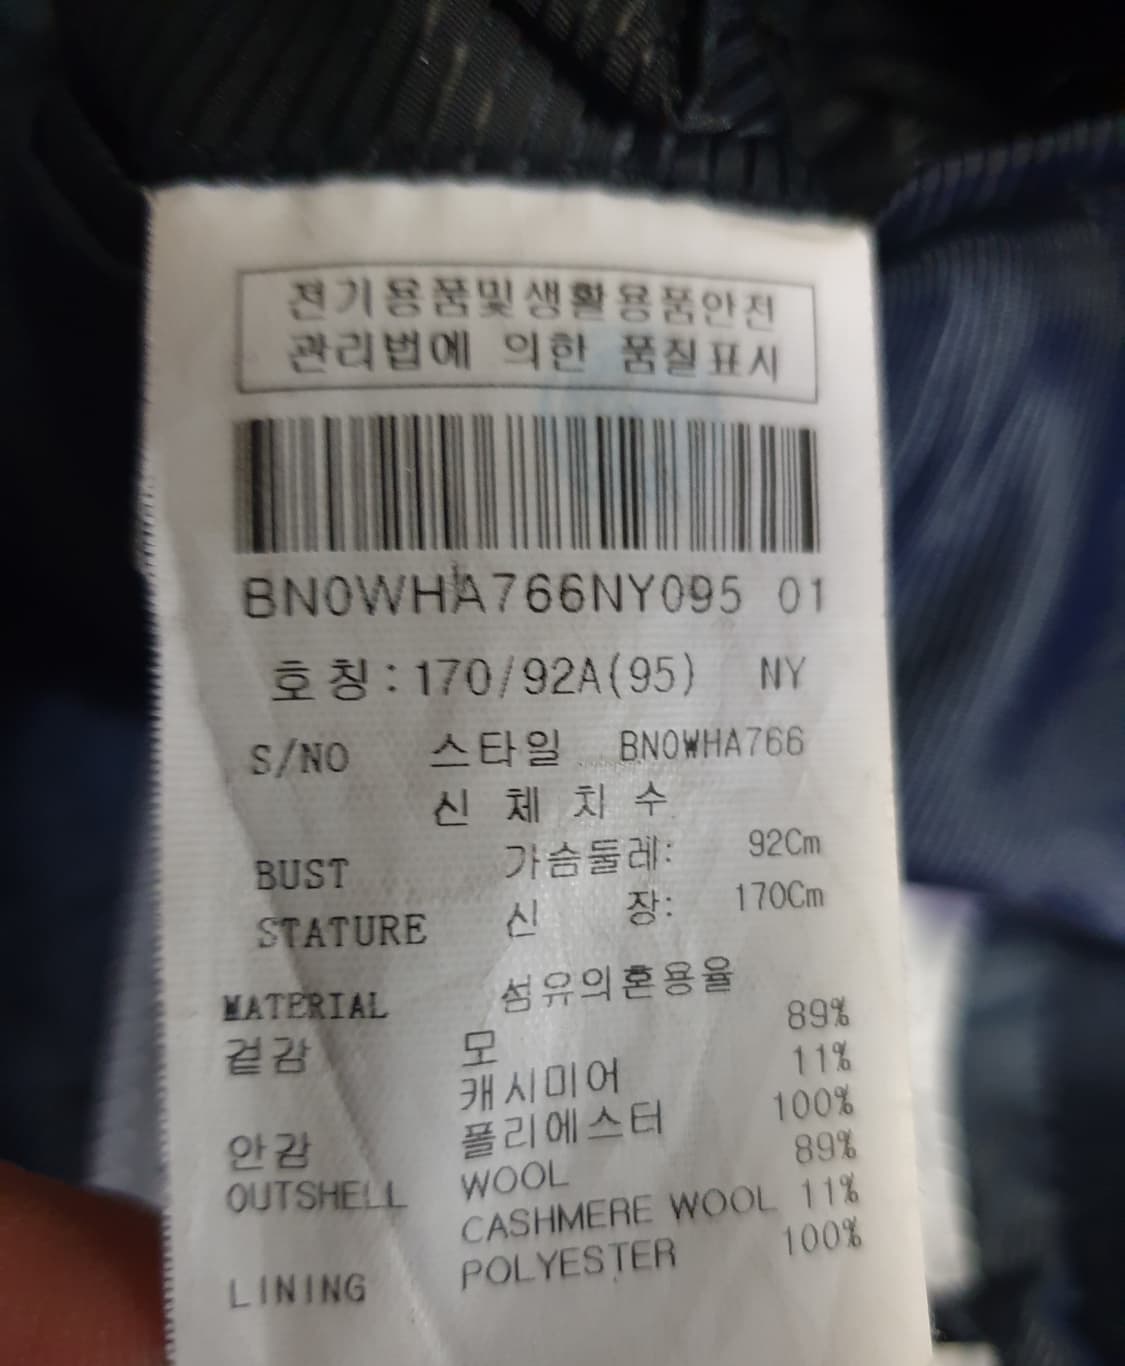 전기용품및생활용품안전
관리법에 의한 품질표시
BN0WHA766NY095 01
호칭:170/92A(95) NY
S/NO 스타일 BN0WHA766
신체치수
BUST 가슴둘레: 92Cm
STATURE 신 장: 170Cm
MATERIAL 섬유의혼용율
겉감 모 89%
캐시미어 11%
안감 폴리에스터 100%
OUTSHELL WOOL 89%
CASHMERE WOOL 11%
LINING POLYESTER 100%